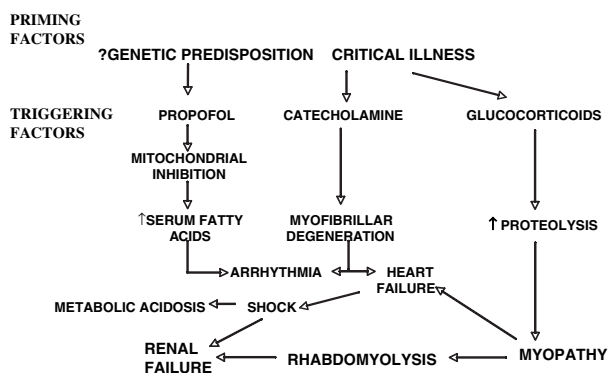 PRIMING
FACTORS
?GENETIC PREDISPOSITION CRITICAL ILLNESS
TRIGGERING
FACTORS
PROPOFOL CATECHOLAMINE GLUCOCORTICOIDS
MITOCHONDRIAL
INHIBITION
↑SERUM FATTY
ACIDS
MYOFIBRILLAR
DEGENERATION
↑ PROTEOLYSIS
ARRHYTHMIA
HEART
FAILURE
METABOLIC ACIDOSIS SHOCK
RENAL
FAILURE
RHABDOMYOLYSIS MYOPATHY